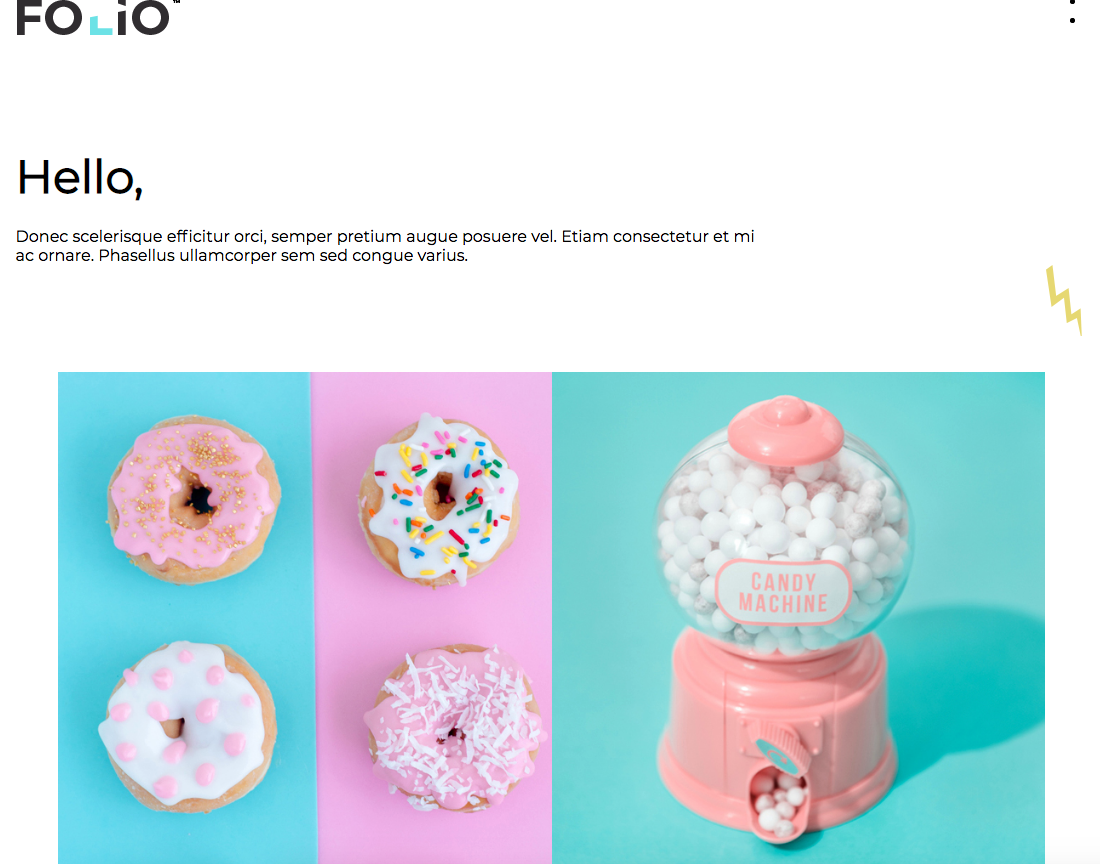 FOLiO™
Hello,
Donec scelerisque efficitur orci, semper pretium augue posuere vel. Etiam consectetur et mi
ac ornare. Phasellus ullamcorper sem sed congue varius.
CANDY
MACHINE